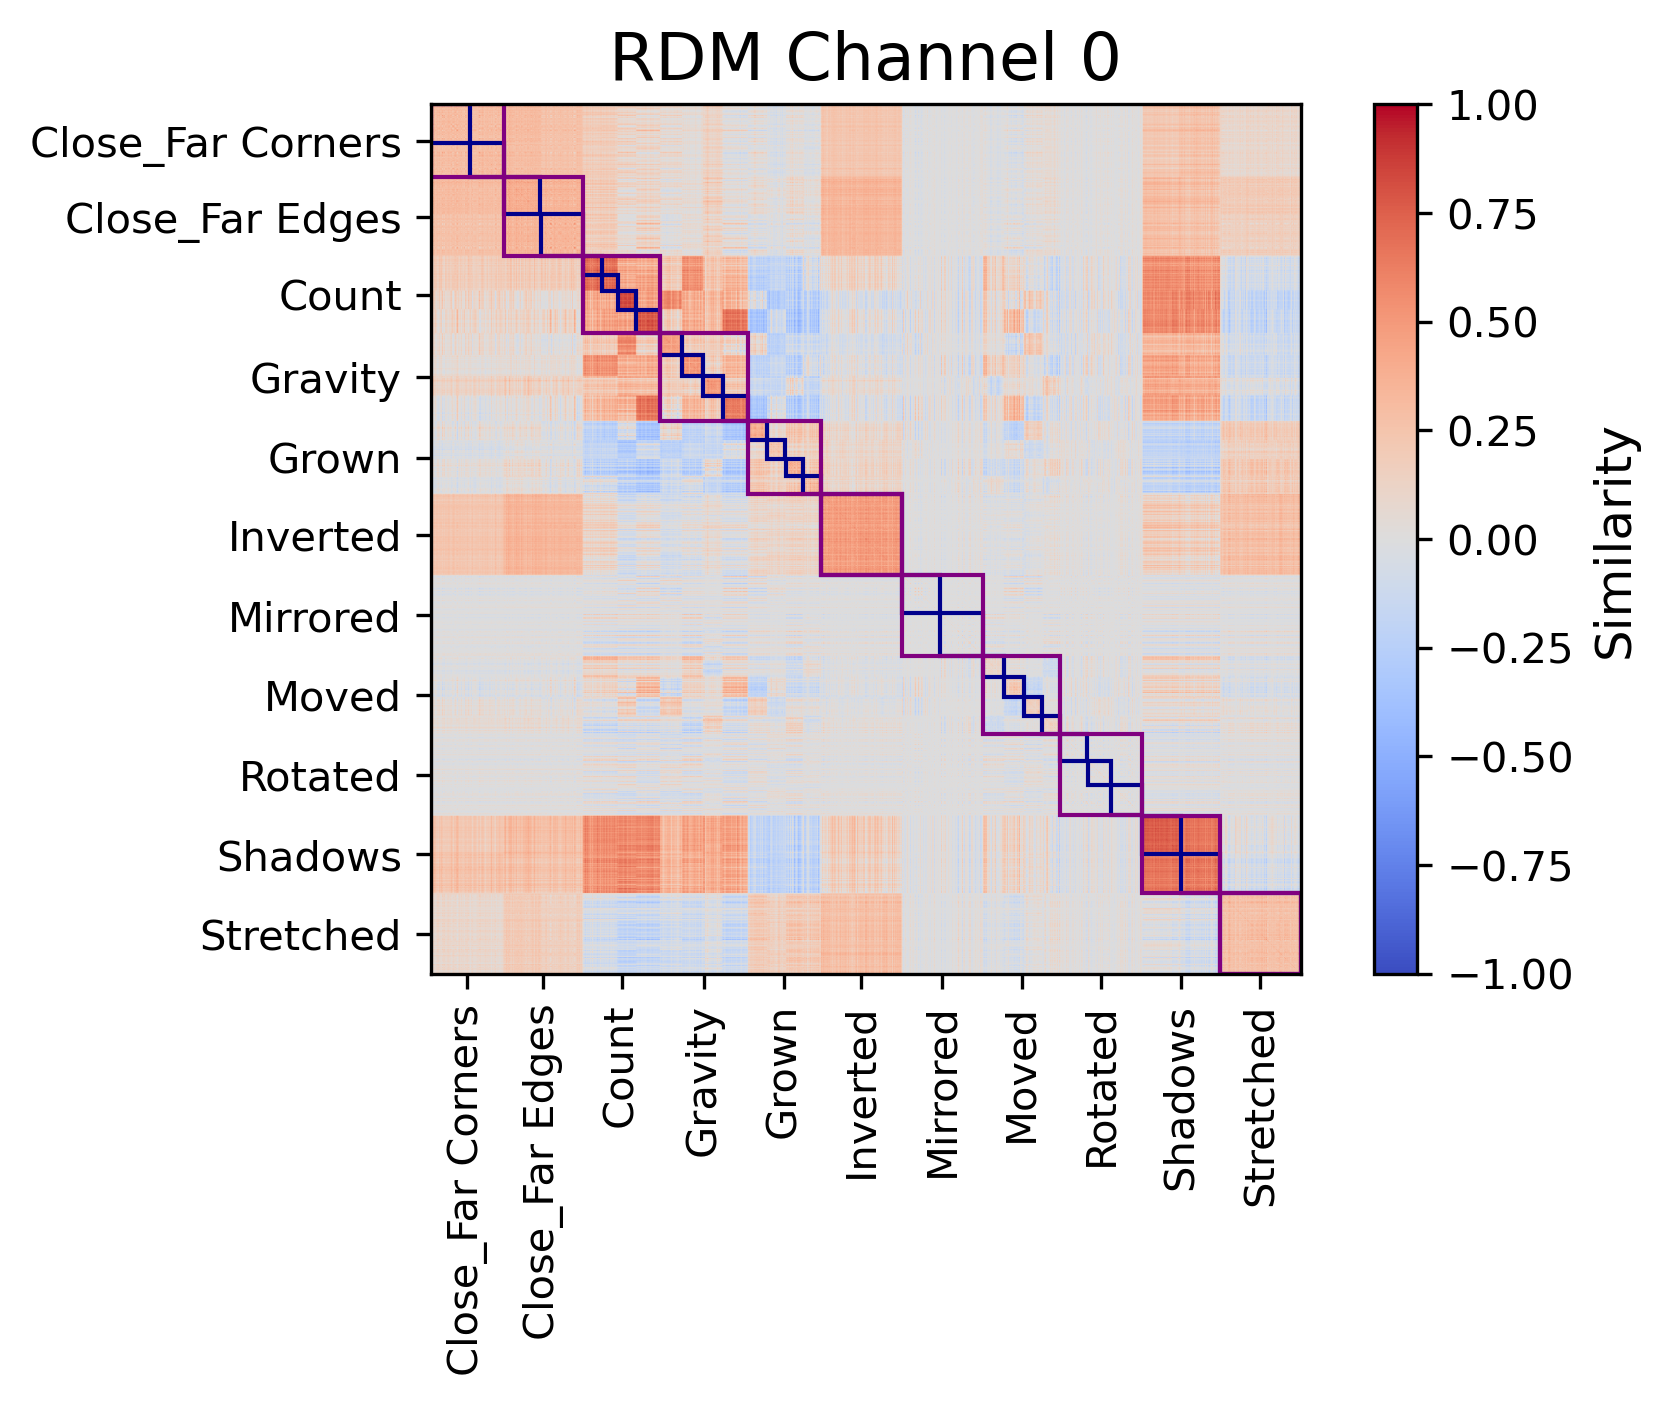 RDM Channel 0
Close_Far Corners
Close_Far Edges
Count
Gravity
Grown
Inverted
Mirrored
Moved
Rotated
Shadows
Stretched
Close_Far Corners
Close_Far Edges
Count
Gravity
Grown
Inverted
Mirrored
Moved
Rotated
Shadows
Stretched
1.00
0.75
0.50
0.25
0.00
−0.25
−0.50
−0.75
−1.00
Similarity